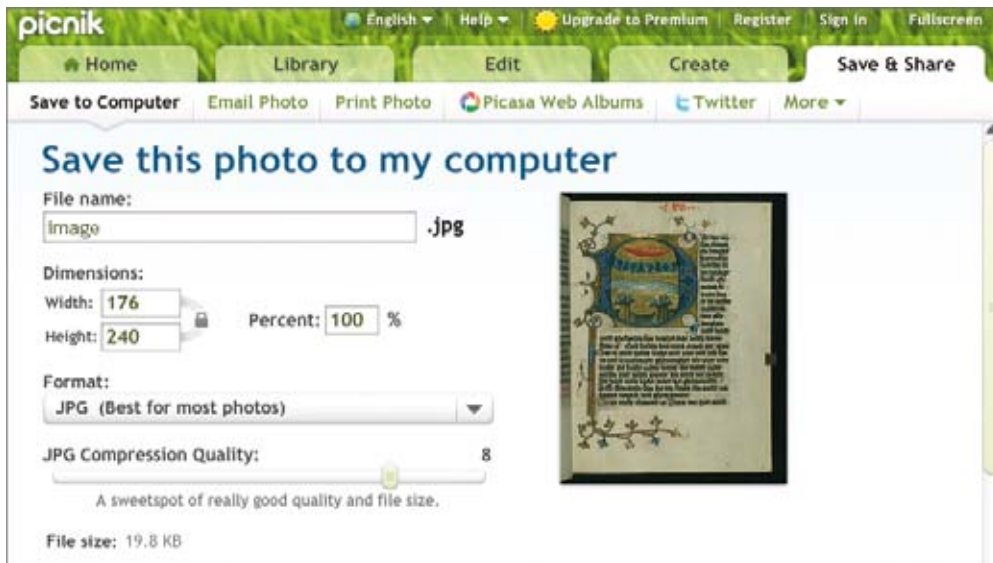 picnik English Help Upgrade to Premium Register Sign in Fullscreen
Home Library Edit Create Save & Share
Save to Computer Email Photo Print Photo Picasa Web Albums Twitter More
Save this photo to my computer
File name:
Image .jpg
Dimensions:
Width: 176
Percent: 100 %
Height: 240
Format:
JPG (Best for most photos)
JPG Compression Quality: 8
A sweetspot of really good quality and file size.
File size: 19.8 KB